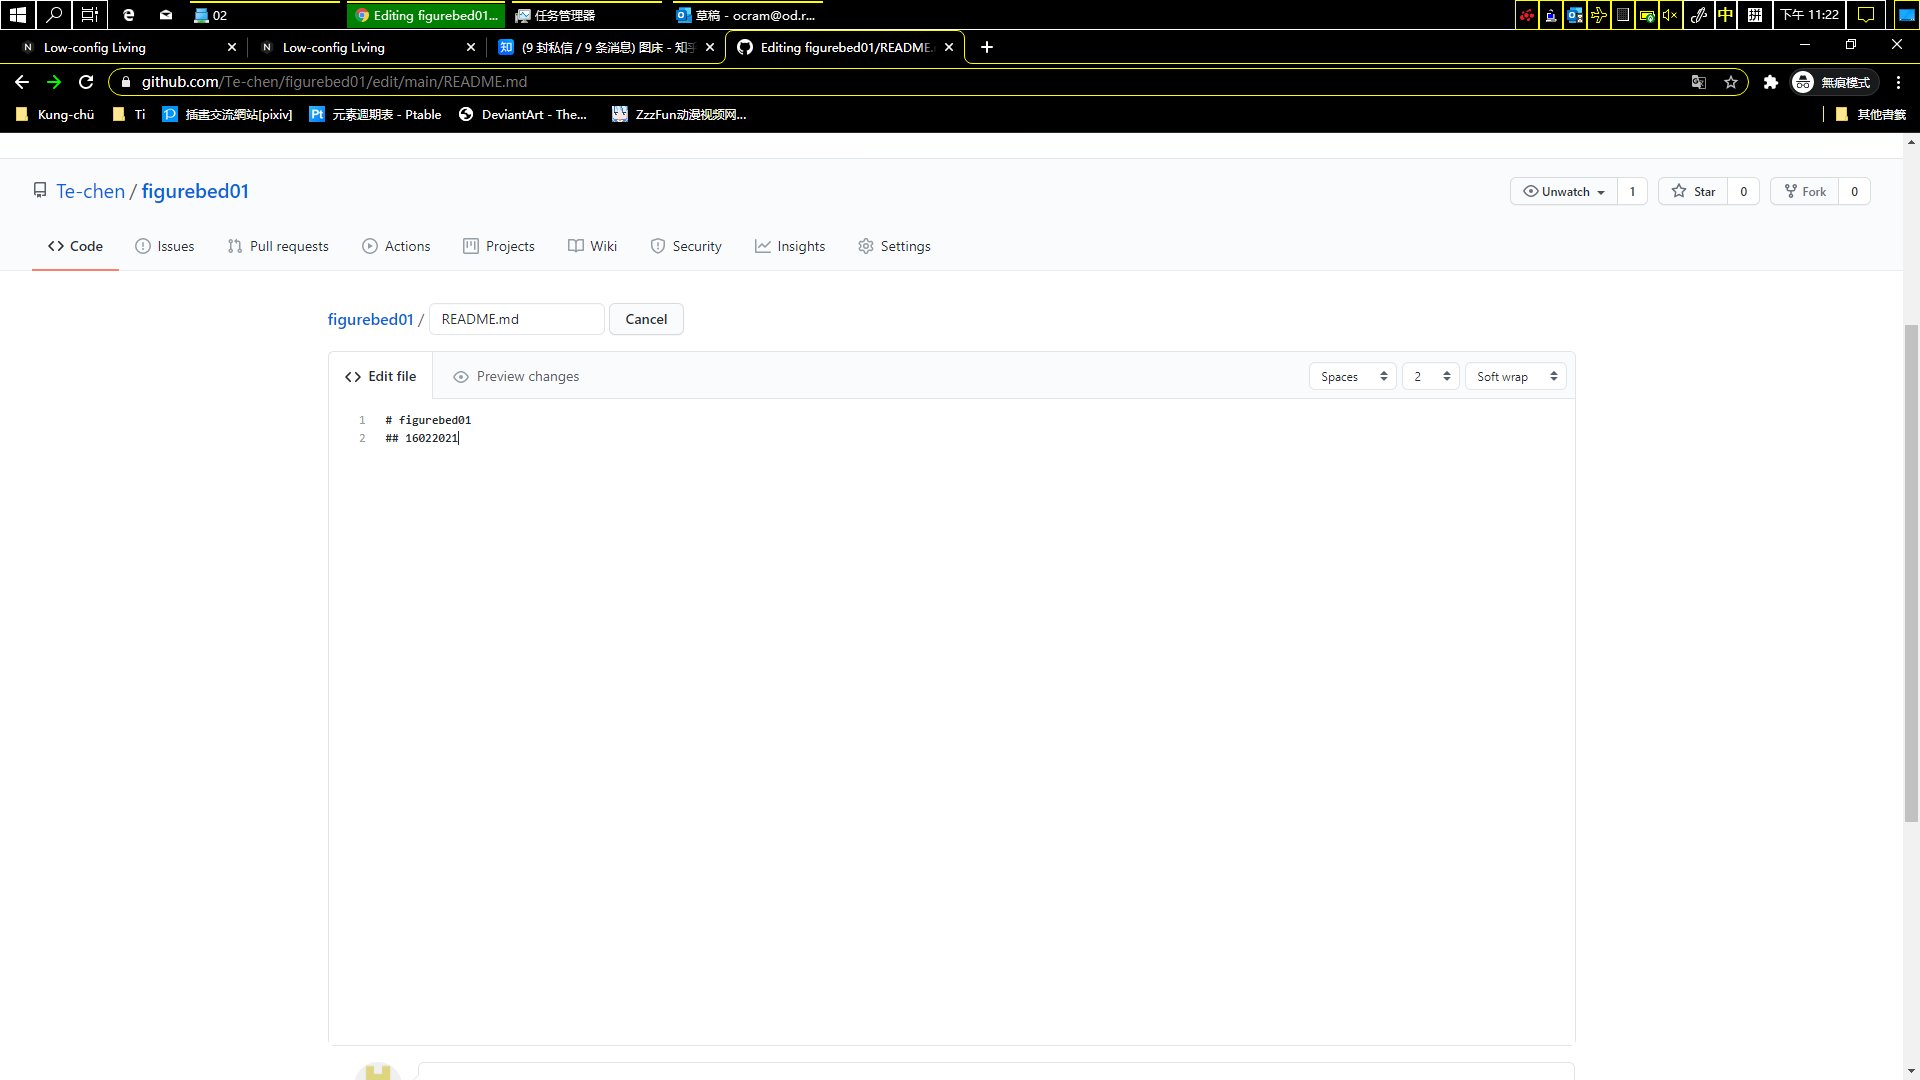 02
Editing figurebed01...
任务管理器
草稿 - ocram@od.r...
中
拼
下午 11:22
Low-config Living
Low-config Living
知 (9 封私信 / 9 条消息) 图床 - 知乎
Editing figurebed01/README.
github.com/Te-chen/figurebed01/edit/main/README.md
無痕模式
Kung-chü
Ti
插畫交流網站[pixiv]
Pt 元素週期表 - Ptable
DeviantArt - The...
ZzzFun动漫视频网...
其他書籤
Te-chen / figurebed01
Unwatch 1
Star 0
Fork 0
Code
Issues
Pull requests
Actions
Projects
Wiki
Security
Insights
Settings
figurebed01 / README.md Cancel
Edit file
Preview changes
Spaces
2
Soft wrap
1 # figurebed01
2 ## 16022021